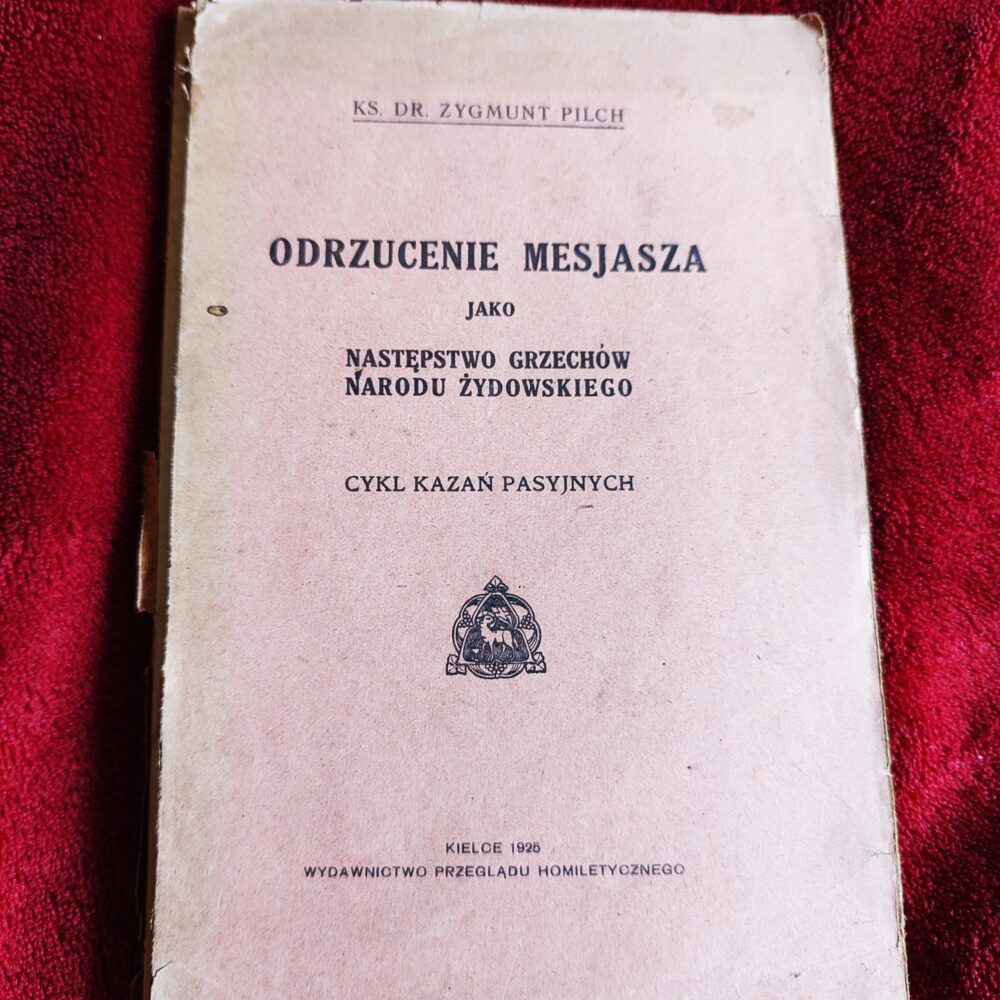 KS. DR. ZYGMUNT PILCH
ODRZUCENIE MESJASZA
JAKO
NASTĘPSTWO GRZECHÓW
NARODU ŻYDOWSKIEGO
CYKL KAZAŃ PASYJNYCH
KIELCE 1925
WYDAWNICTWO PRZEGLĄDU HOMILETYCZNEGO